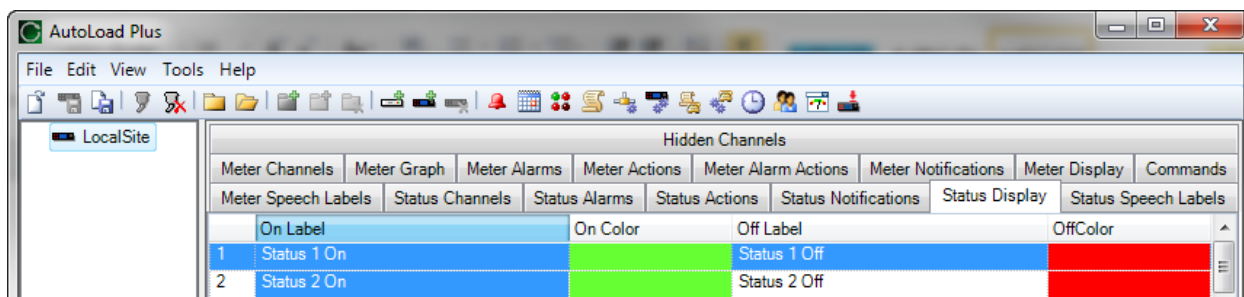 AutoLoad Plus
File Edit View Tools Help
LocalSite
Hidden Channels
Meter Channels Meter Graph Meter Alarms Meter Actions Meter Alarm Actions Meter Notifications Meter Display Commands
Meter Speech Labels Status Channels Status Alarms Status Actions Status Notifications Status Display Status Speech Labels
On Label On Color Off Label OffColor
1 Status 1 On Status 1 Off
2 Status 2 On Status 2 Off